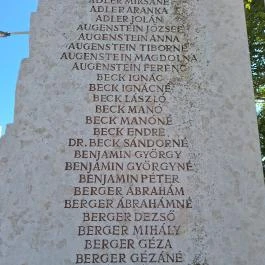 ADLER MIKSÁNÉ
ADLER ARANKA
ADLER JOLÁN
AUGENSTEIN JÓZSEF
AUGENSTEIN ANNA
AUGENSTEIN TIBORNÉ
AUGENSTEIN MAGDOLNA
AUGENSTEIN FERENC
BECK IGNÁC
BECK IGNÁCNÉ
BECK LÁSZLÓ
BECK MANÓ
BECK MANÓNÉ
BECK ENDRE
DR. BECK SÁNDORNÉ
BENJAMIN GYÖRGY
BENJAMIN GYÖRGYNÉ
BENJAMIN PÉTER
BERGER ÁBRAHÁM
BERGER ÁBRAHÁMNÉ
BERGER DEZSŐ
BERGER MIHÁLY
BERGER GÉZA
BERGER GÉZÁNÉ